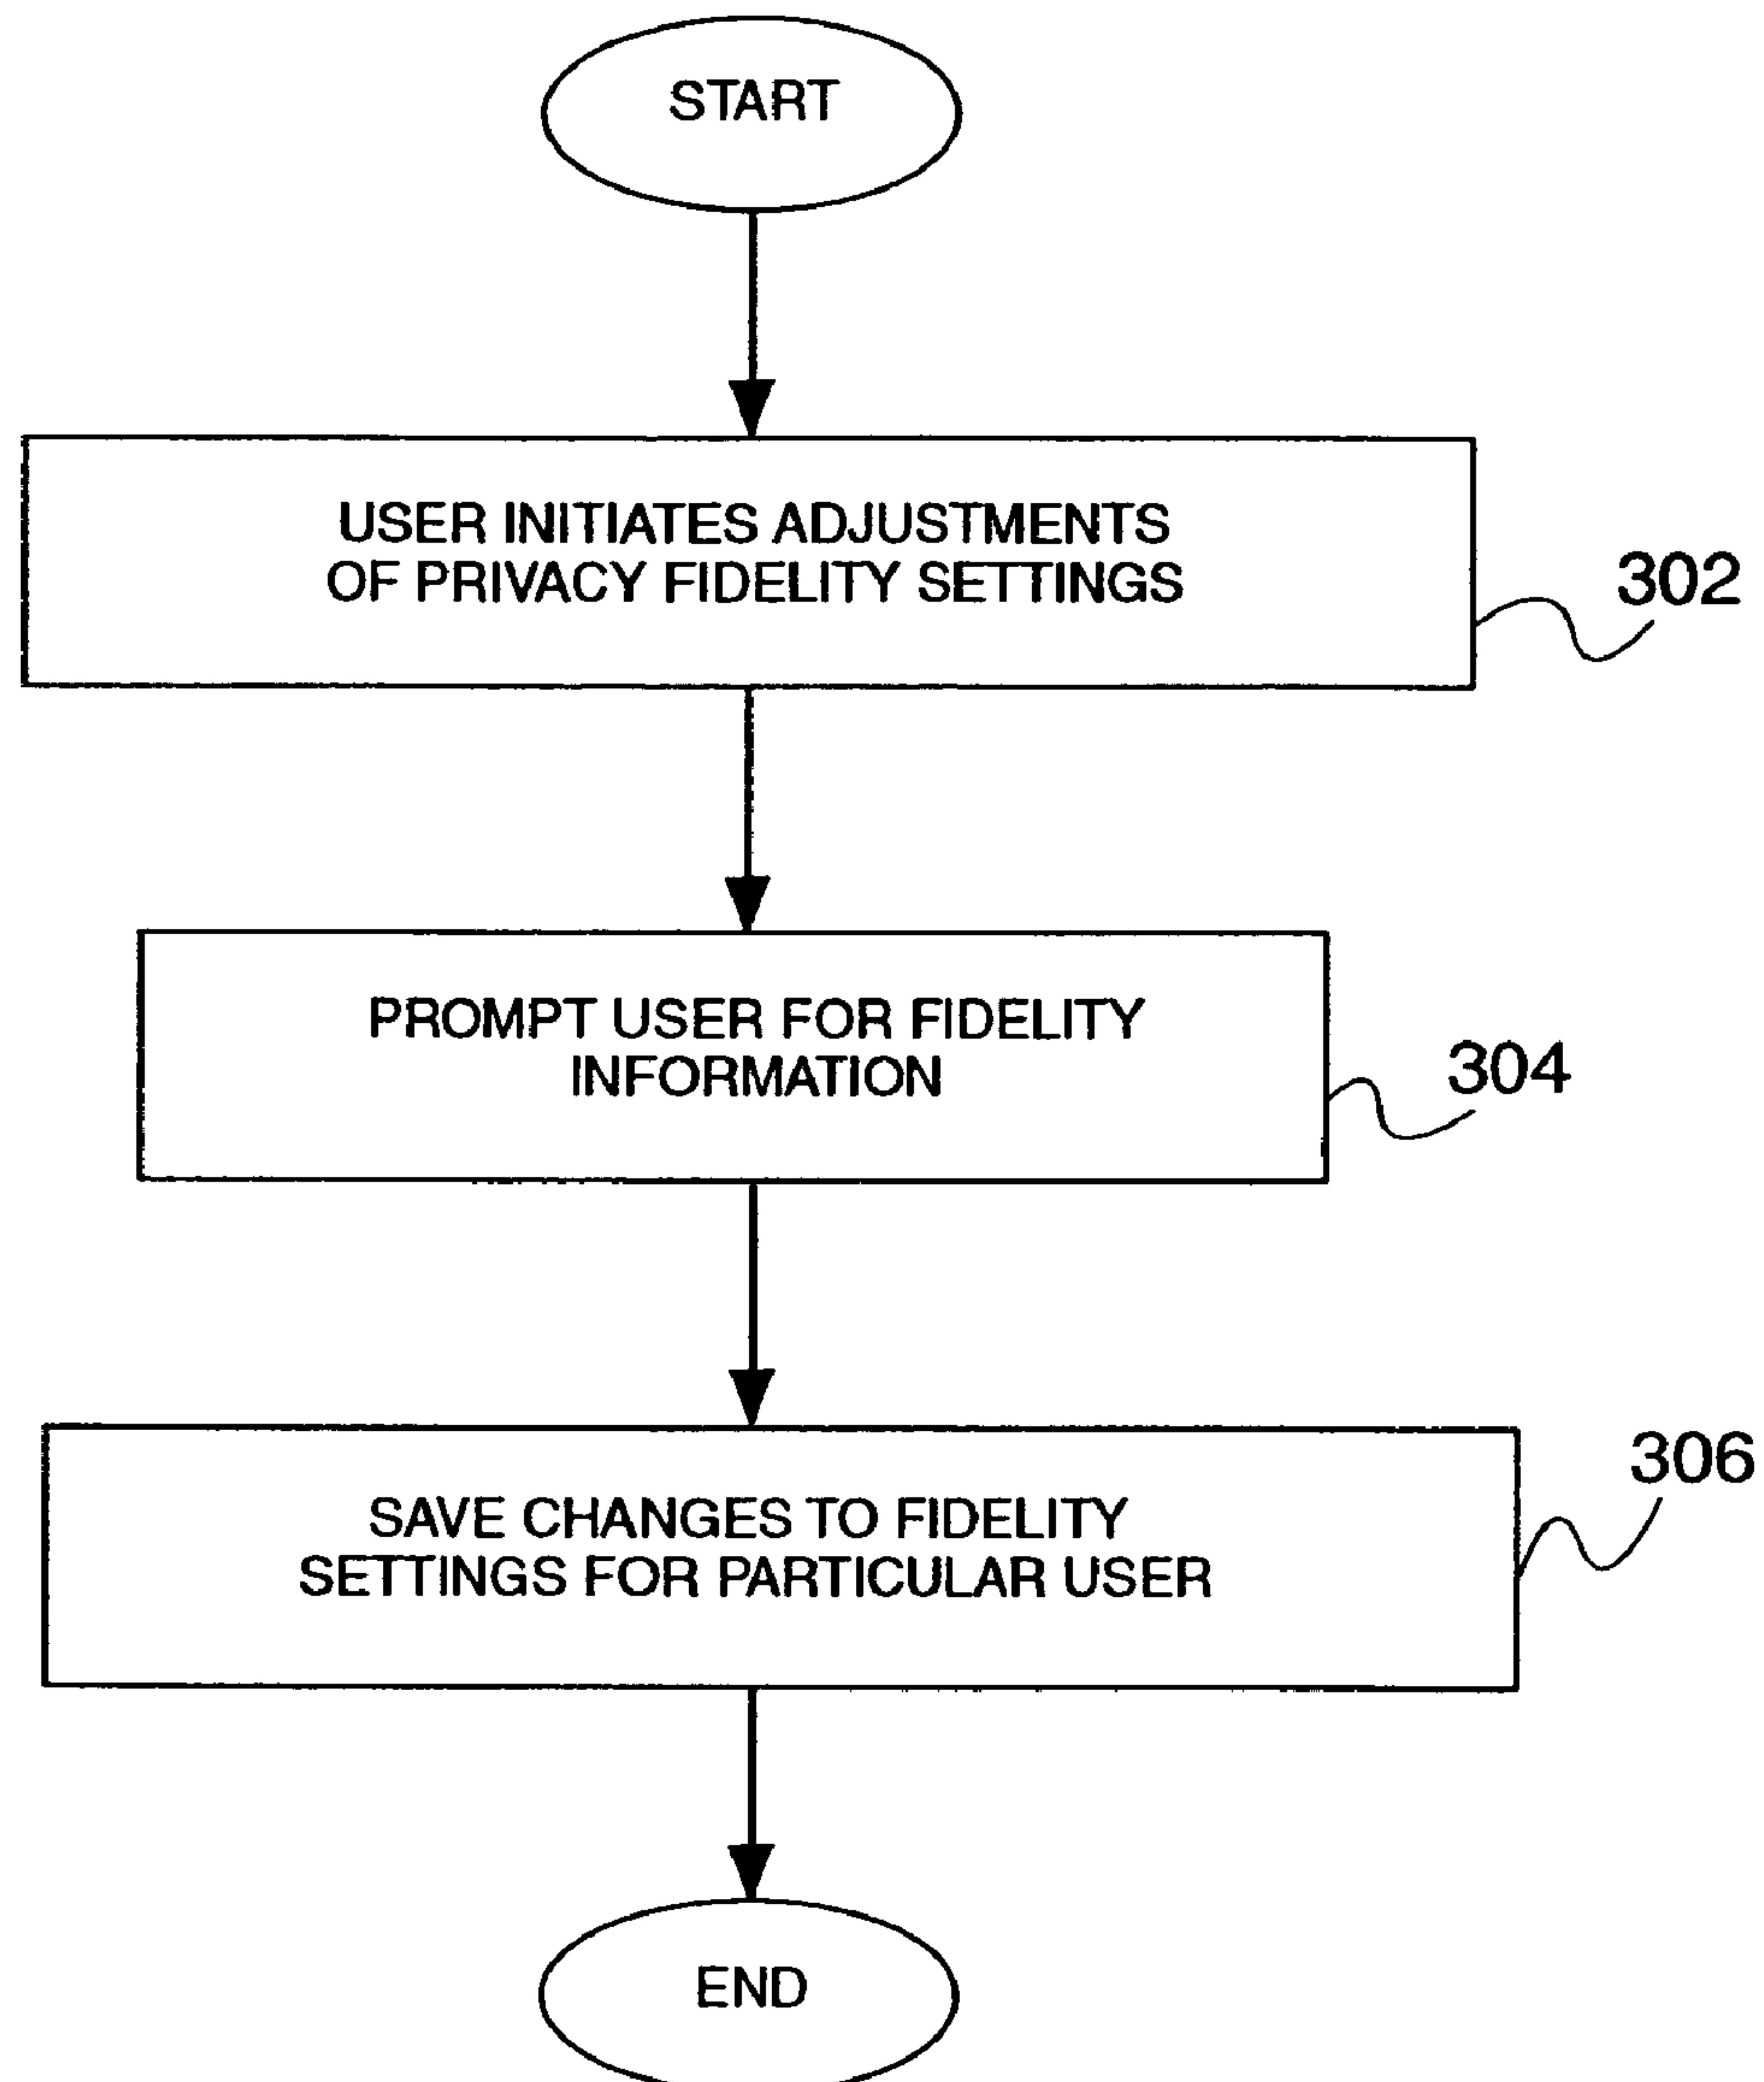 START
USER INITIATES ADJUSTMENTS
OF PRIVACY FIDELITY SETTINGS
302
PROMPT USER FOR FIDELITY
INFORMATION
304
SAVE CHANGES TO FIDELITY
SETTINGS FOR PARTICULAR USER
306
END